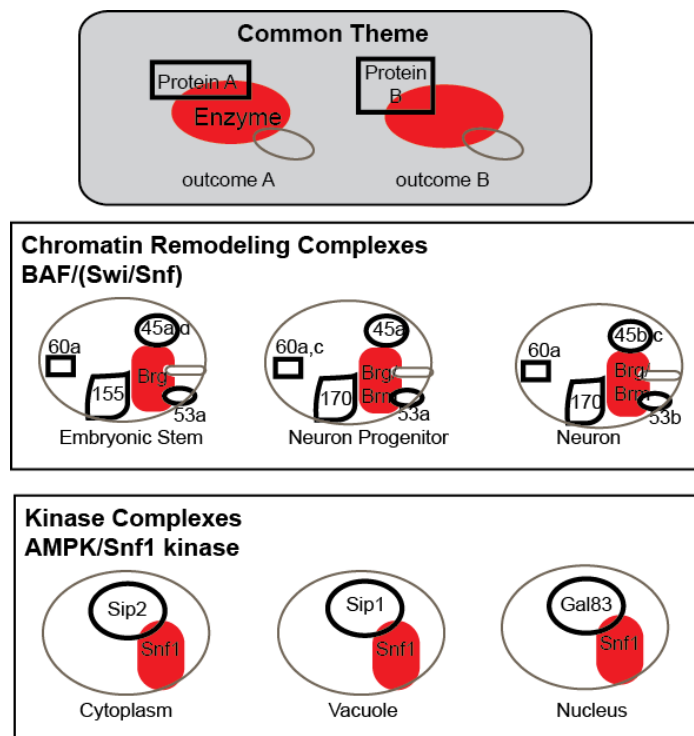 Common Theme
Protein A
Protein
B
Enzyme
outcome A
outcome B
Chromatin Remodeling Complexes
BAF/(Swi/Snf)
45a/d
60a
Brg
155
53a
Embryonic Stem
45a
60a,c
Brg
Brm
170
53a
Neuron Progenitor
45b/c
60a
Brg
Brm
170
53b
Neuron
Kinase Complexes
AMPK/Snf1 kinase
Sip2
Snf1
Cytoplasm
Sip1
Snf1
Vacuole
Gal83
Snf1
Nucleus